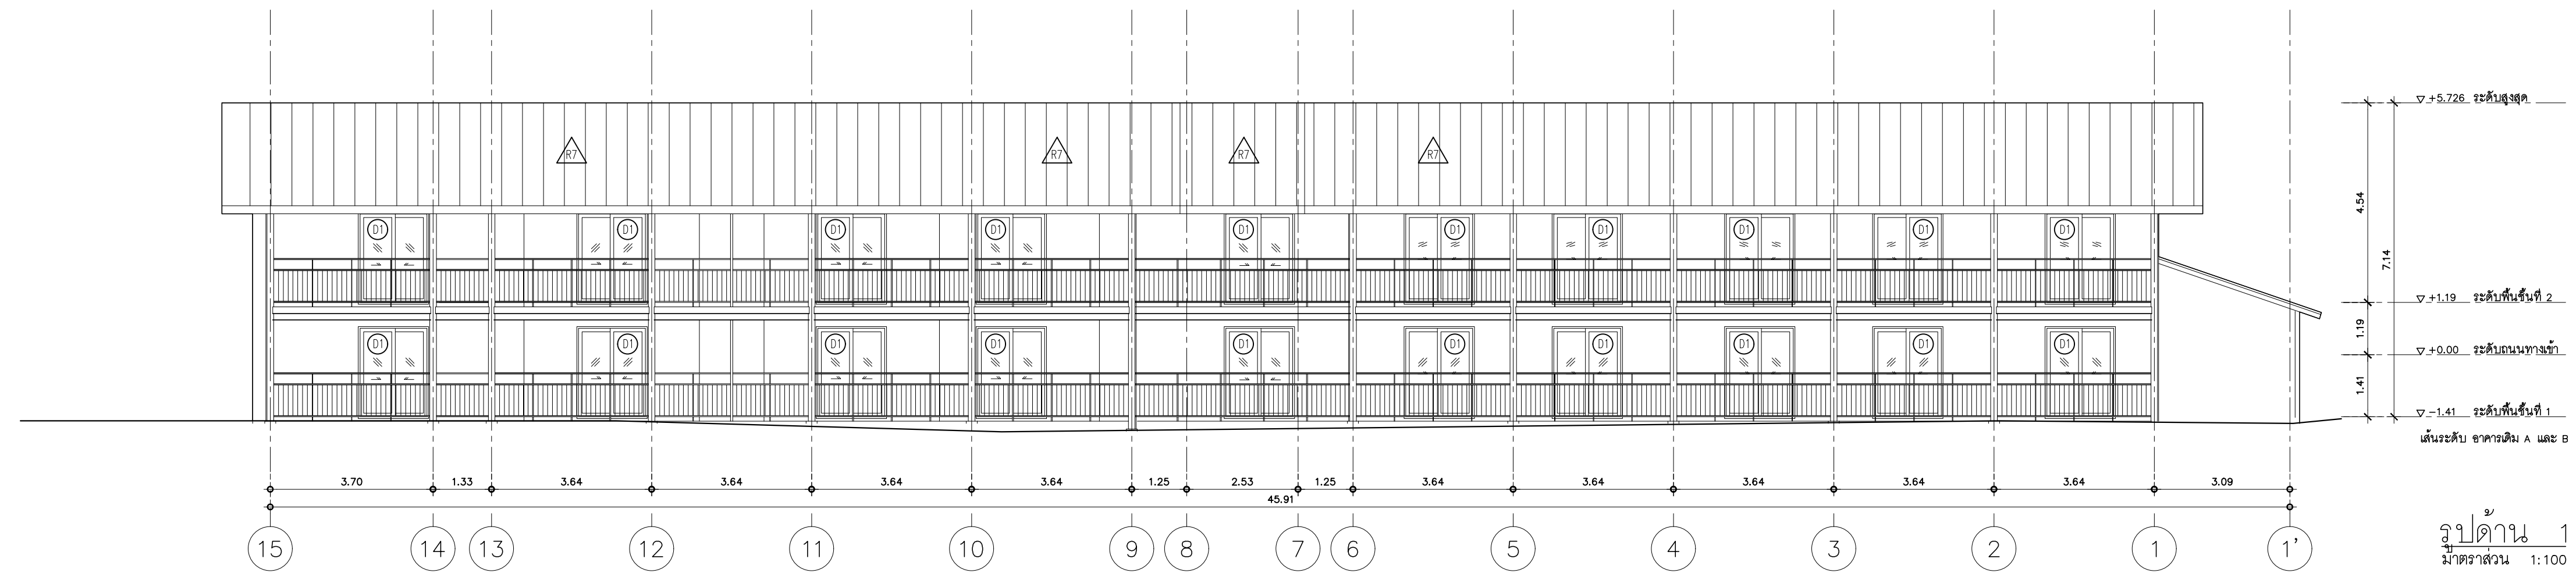 +5.726 ระดับสูงสุด
R7 R7 R7 R7
4.54
7.14
D1 D1 D1 D1 D1 D1 D1 D1 D1 D1
+1.19 ระดับพื้นชั้นที่ 2
1.19
D1 D1 D1 D1 D1 D1 D1 D1 D1 D1
+0.00 ระดับถนนทางเข้า
1.41
-1.41 ระดับพื้นชั้นที่ 1
เส้นระดับ อาคารเดิม A และ B
3.70 1.33 3.64 3.64 3.64 3.64 1.25 2.53 1.25 3.64 3.64 3.64 3.64 3.64 3.09
45.91
15 14 13 12 11 10 9 8 7 6 5 4 3 2 1 1'
รูปด้าน 1
มาตราส่วน 1:100